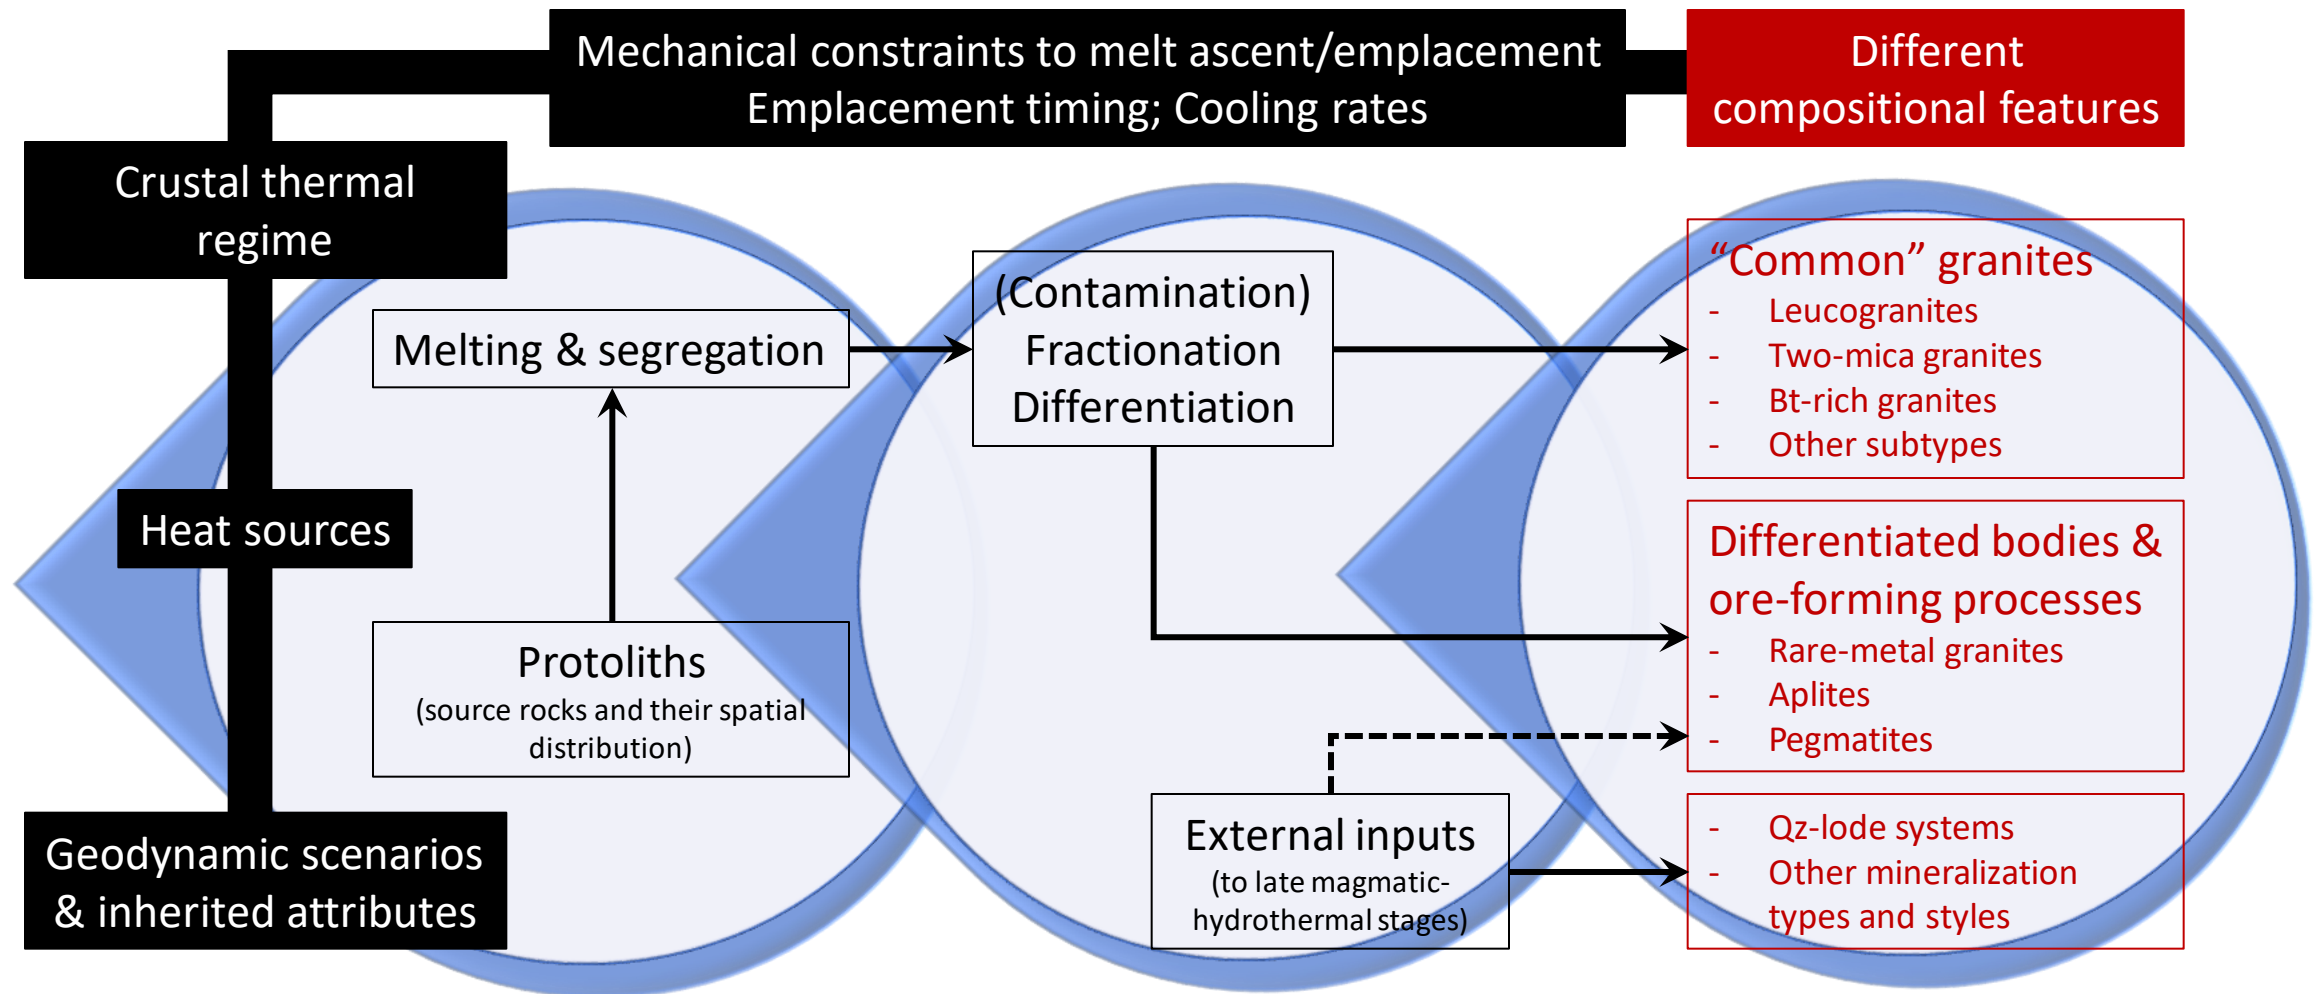 Mechanical constraints to melt ascent/emplacement
Emplacement timing; Cooling rates
Different
compositional features
Crustal thermal
regime
Heat sources
Geodynamic scenarios
& inherited attributes
Melting & segregation
Protoliths
(source rocks and their spatial
distribution)
(Contamination)
Fractionation
Differentiation
External inputs
(to late magmatic-
hydrothermal stages)
“Common” granites
- Leucogranites
- Two-mica granites
- Bt-rich granites
- Other subtypes
Differentiated bodies &
ore-forming processes
- Rare-metal granites
- Aplites
- Pegmatites
- Qz-lode systems
- Other mineralization
types and styles